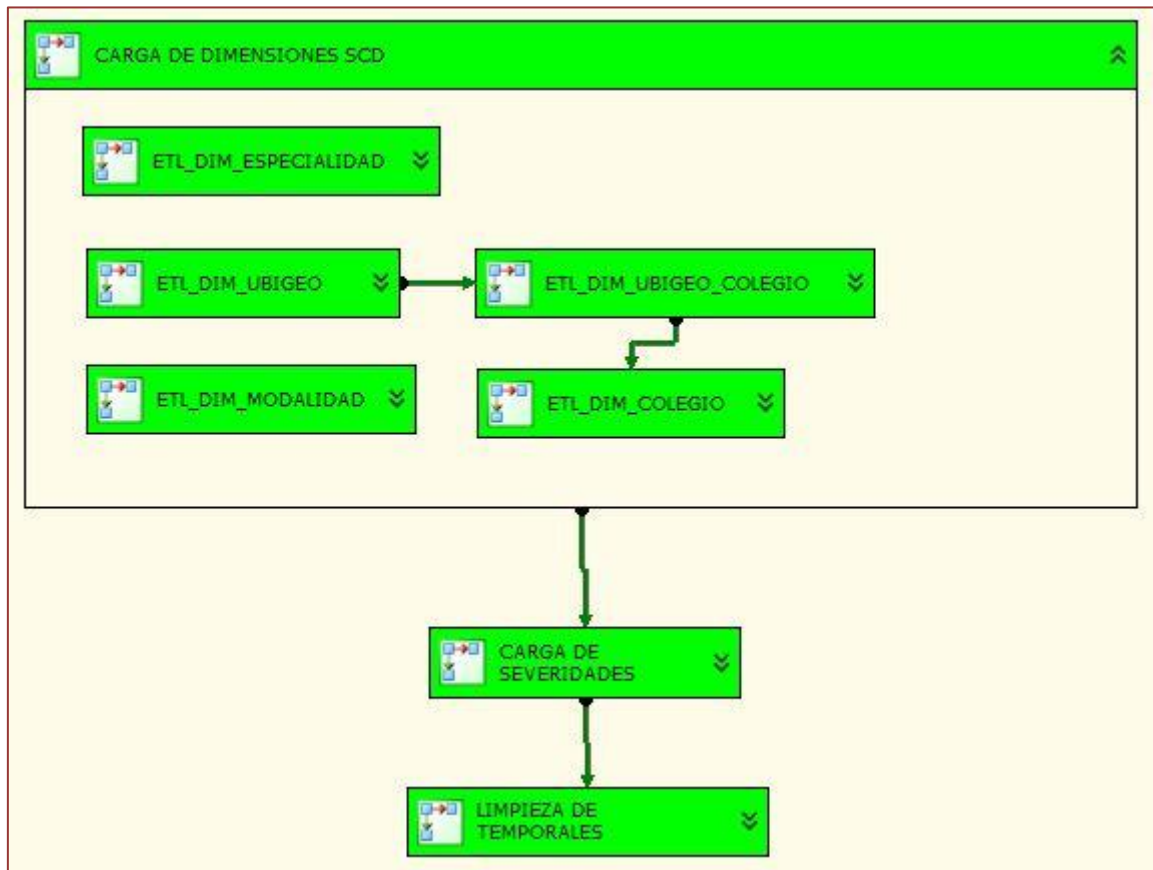 CARGA DE DIMENSIONES SCD
ETL_DIM_ESPECIALIDAD
ETL_DIM_UBIGEO
ETL_DIM_UBIGEO_COLEGIO
ETL_DIM_MODALIDAD
ETL_DIM_COLEGIO
CARGA DE
SEVERIDADES
LIMPIEZA DE
TEMPORALES